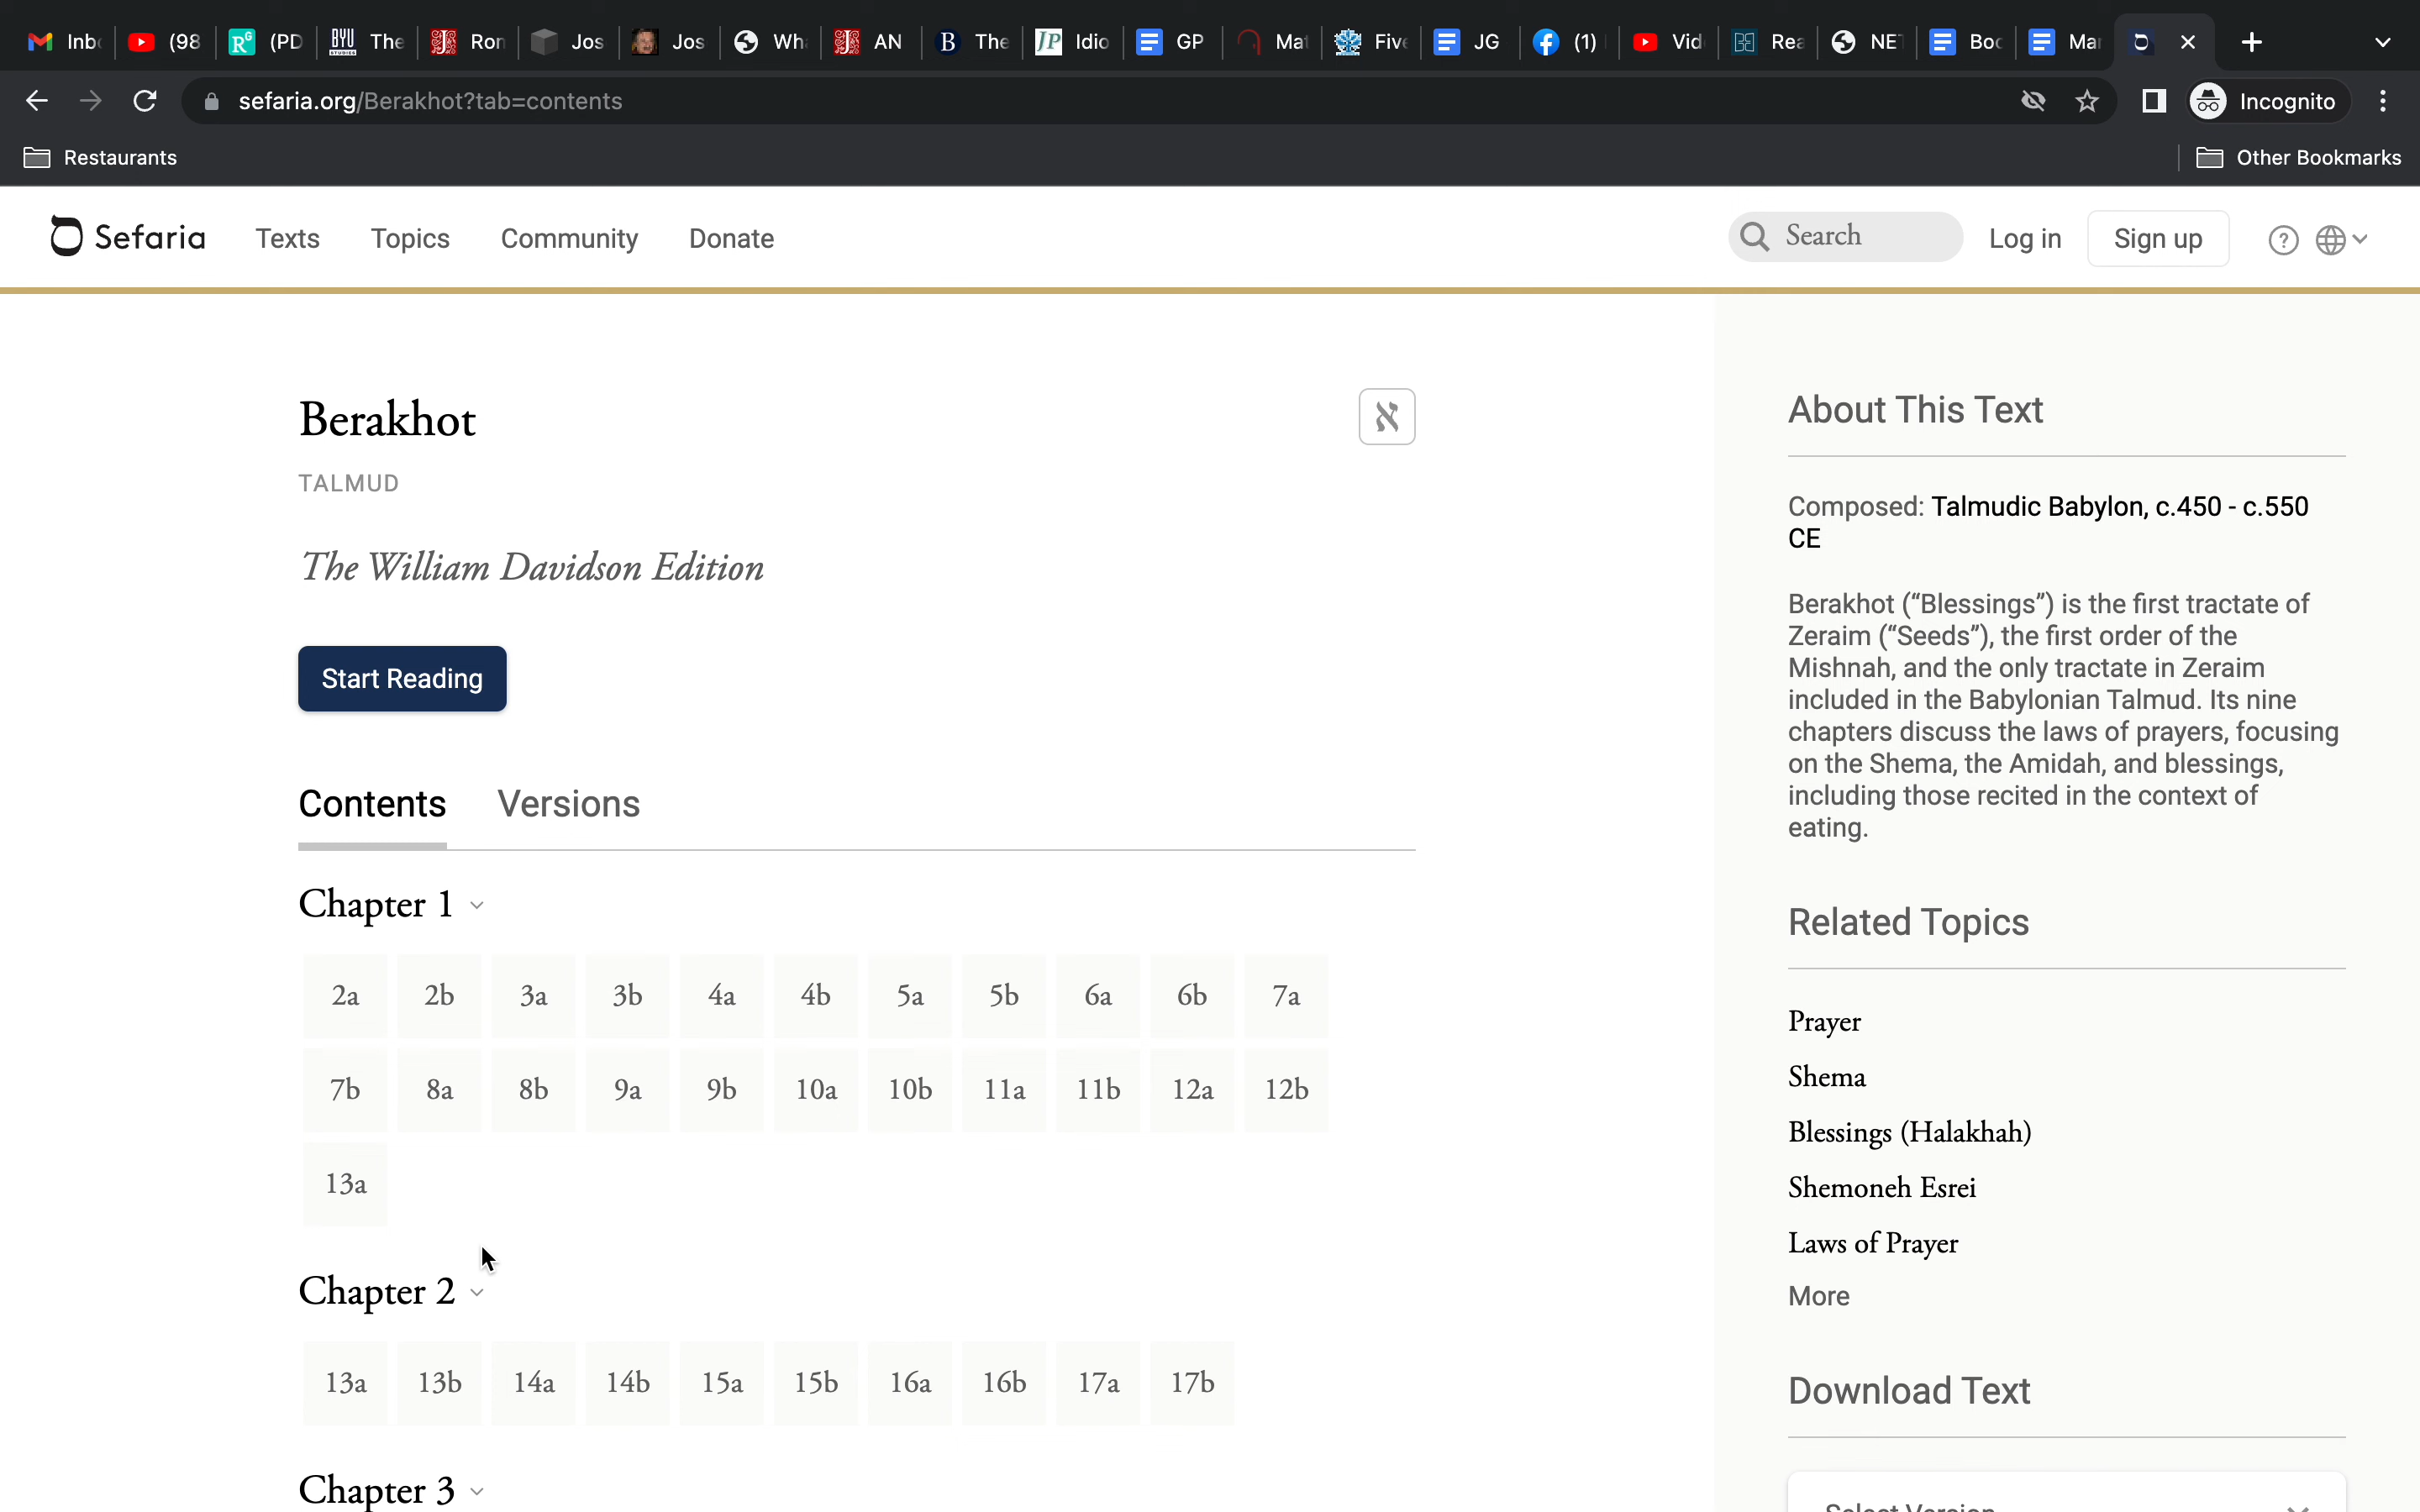 Inb (98 (PD The Ron Jos Jos Wh AN The Idio GP Mat Five JG (1) Vid Rea NE Boo Mar
sefaria.org/Berakhot?tab=contents Incognito
Restaurants Other Bookmarks
Sefaria Texts Topics Community Donate Search Log in Sign up
Berakhot א
TALMUD
The William Davidson Edition
Start Reading
Contents Versions
Chapter 1
2a 2b 3a 3b 4a 4b 5a 5b 6a 6b 7a
7b 8a 8b 9a 9b 10a 10b 11a 11b 12a 12b
13a
Chapter 2
13a 13b 14a 14b 15a 15b 16a 16b 17a 17b
Chapter 3
About This Text
Composed: Talmudic Babylon, c.450 - c.550
CE
Berakhot (“Blessings”) is the first tractate of
Zeraim (“Seeds”), the first order of the
Mishnah, and the only tractate in Zeraim
included in the Babylonian Talmud. Its nine
chapters discuss the laws of prayers, focusing
on the Shema, the Amidah, and blessings,
including those recited in the context of
eating.
Related Topics
Prayer
Shema
Blessings (Halakhah)
Shemoneh Esrei
Laws of Prayer
More
Download Text
Select Version